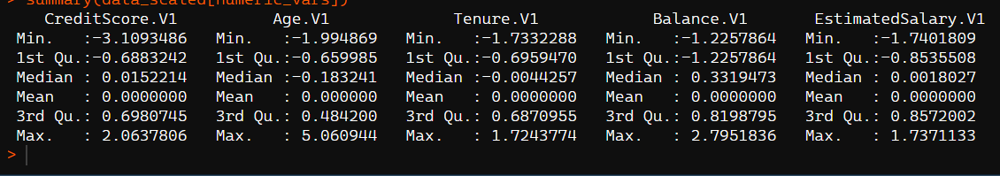 > summary(data_scaled[numeric_vars])
CreditScore.V1 Age.V1 Tenure.V1 Balance.V1 EstimatedSalary.V1
Min. :-3.1093486 Min. :-1.994869 Min. :-1.7332288 Min. :-1.2257864 Min. :-1.7401809
1st Qu.:-0.6883242 1st Qu.:-0.659985 1st Qu.:-0.6959470 1st Qu.:-1.2257864 1st Qu.:-0.8535508
Median : 0.0152214 Median :-0.183241 Median :-0.0044257 Median : 0.3319473 Median : 0.0018027
Mean : 0.0000000 Mean : 0.000000 Mean : 0.0000000 Mean : 0.0000000 Mean : 0.0000000
3rd Qu.: 0.6980745 3rd Qu.: 0.484200 3rd Qu.: 0.6870955 3rd Qu.: 0.8198795 3rd Qu.: 0.8572002
Max. : 2.0637806 Max. : 5.060944 Max. : 1.7243774 Max. : 2.7951836 Max. : 1.7371133
>